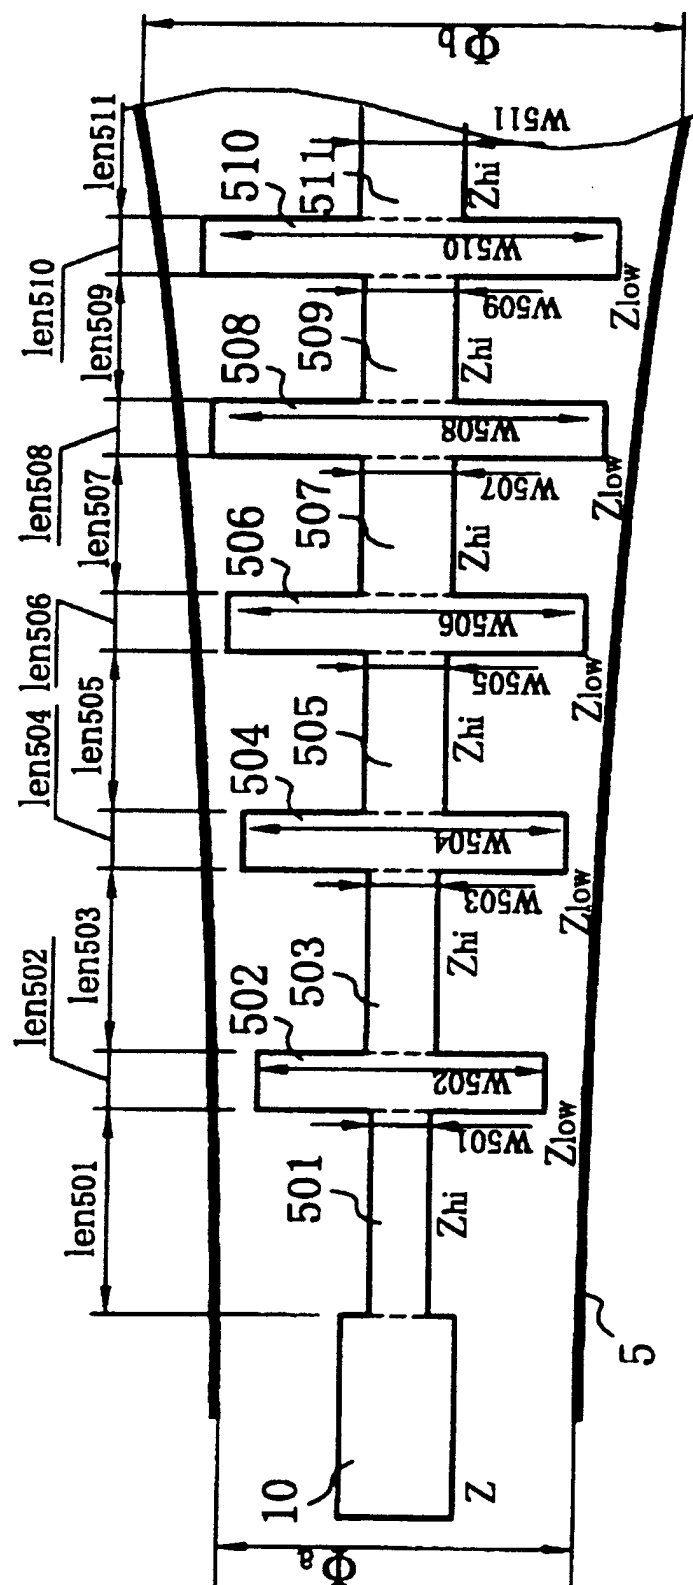 len501
len502
len503
len504
len505
len506
len507
len508
len509
len510
len511
10
501
502
503
504
505
506
507
508
509
510
511
W501
W502
W503
W504
W505
W506
W507
W508
W509
W510
W511
Z
Zhi
Zlow
Zhi
Zlow
Zhi
Zlow
Zhi
Zlow
Zhi
Zlow
Zhi
5
Φa
Φb